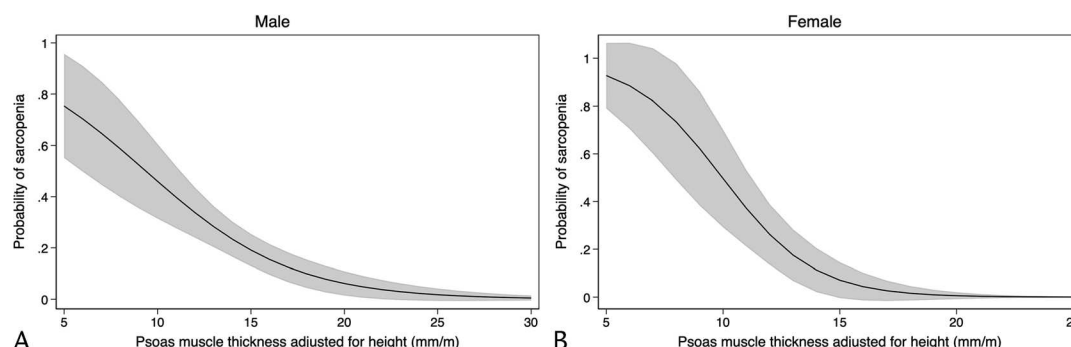 Male
Probability of sarcopenia
1
.8
.6
.4
.2
0
5 10 15 20 25 30
Psoas muscle thickness adjusted for height (mm/m)
A
Female
Probability of sarcopenia
1
.8
.6
.4
.2
0
5 10 15 20
Psoas muscle thickness adjusted for height (mm/m)
B